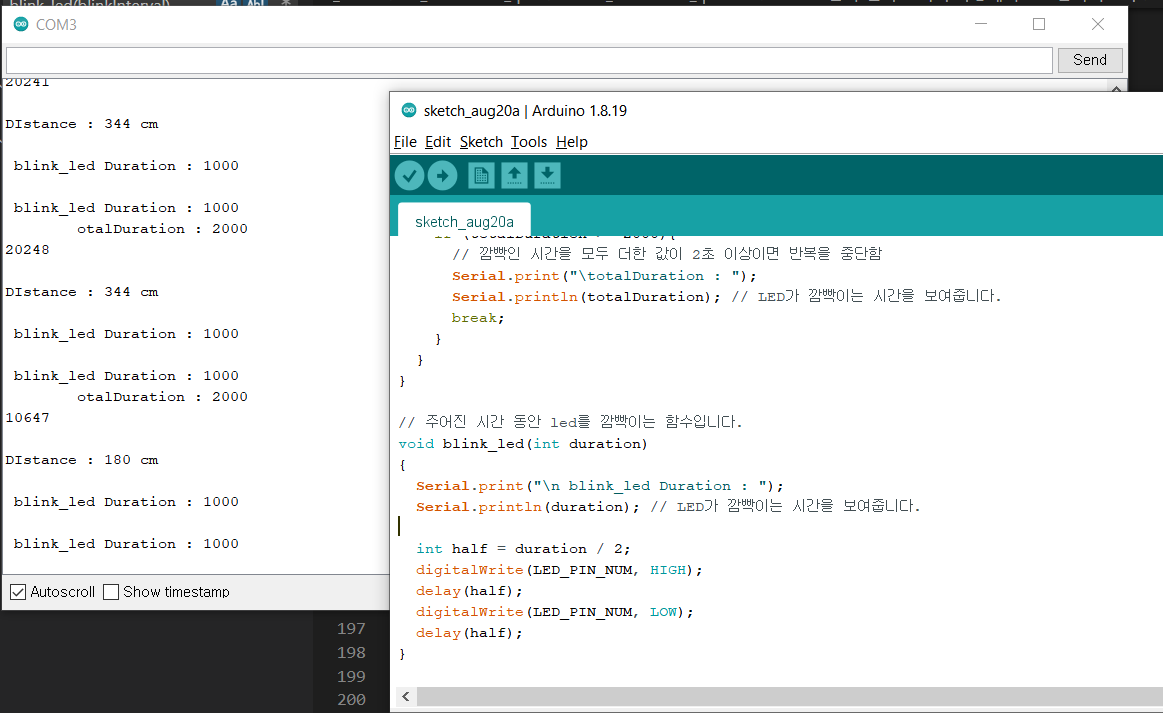 blink_led(blinkInterval)
Aa Abl *
COM3
Send
20241
DIstance : 344 cm
blink_led Duration : 1000
blink_led Duration : 1000
otalDuration : 2000
20248
DIstance : 344 cm
blink_led Duration : 1000
blink_led Duration : 1000
otalDuration : 2000
10647
DIstance : 180 cm
blink_led Duration : 1000
blink_led Duration : 1000
Autoscroll Show timestamp
197
198
199
200
sketch_aug20a | Arduino 1.8.19
File Edit Sketch Tools Help
sketch_aug20a
// 깜빡인 시간을 모두 더한 값이 2초 이상이면 반복을 중단함
Serial.print("\totalDuration : ");
Serial.println(totalDuration); // LED가 깜빡이는 시간을 보여줍니다.
break;
}
}
}
// 주어진 시간 동안 led를 깜빡이는 함수입니다.
void blink_led(int duration)
{
Serial.print("\n blink_led Duration : ");
Serial.println(duration); // LED가 깜빡이는 시간을 보여줍니다.
int half = duration / 2;
digitalWrite(LED_PIN_NUM, HIGH);
delay(half);
digitalWrite(LED_PIN_NUM, LOW);
delay(half);
}